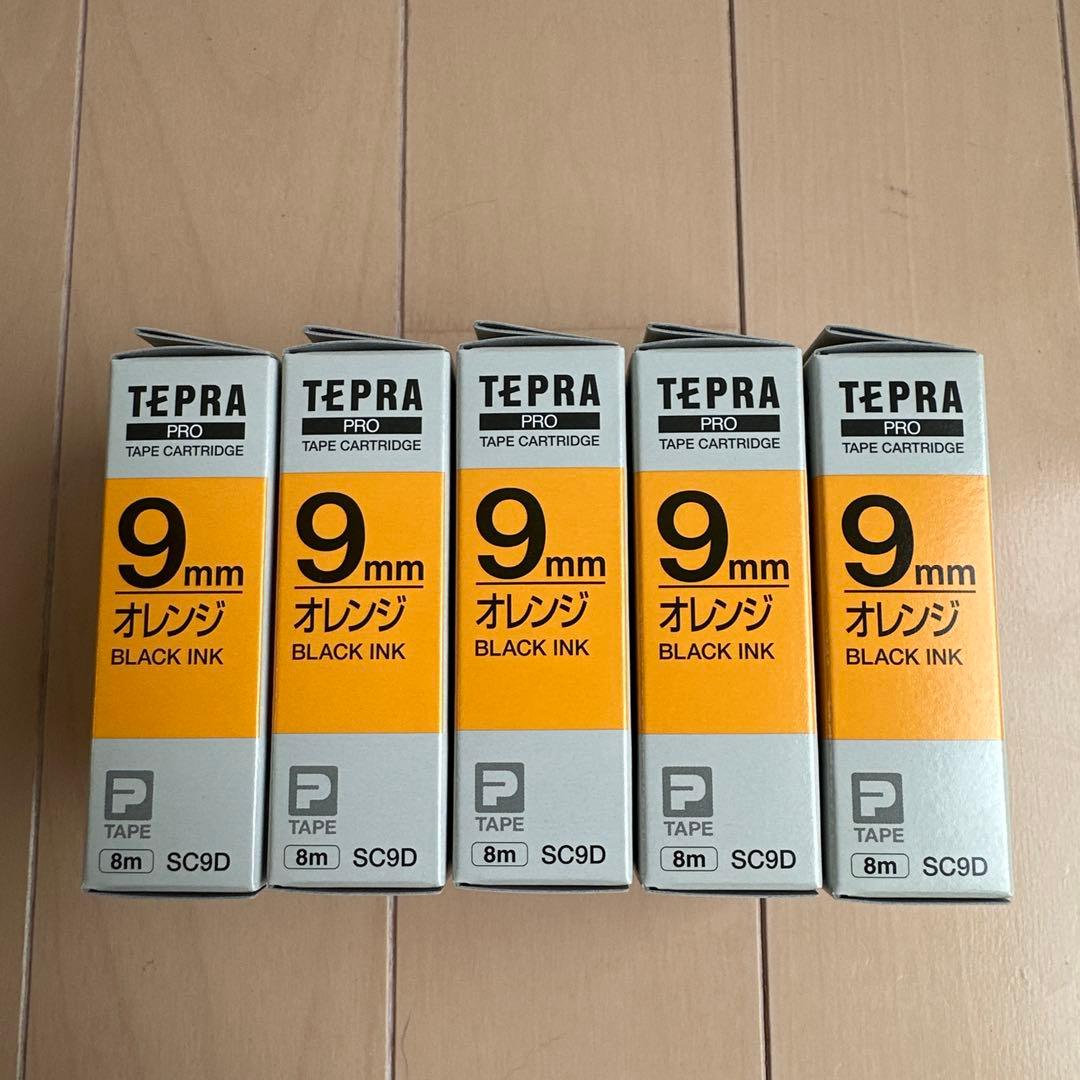 TEPRA
PRO
TAPE CARTRIDGE
9mm
オレンジ
BLACK INK
P
TAPE
8m SC9D
TEPRA
PRO
TAPE CARTRIDGE
9mm
オレンジ
BLACK INK
P
TAPE
8m SC9D
TEPRA
PRO
TAPE CARTRIDGE
9mm
オレンジ
BLACK INK
P
TAPE
8m SC9D
TEPRA
PRO
TAPE CARTRIDGE
9mm
オレンジ
BLACK INK
P
TAPE
8m SC9D
TEPRA
PRO
TAPE CARTRIDGE
9mm
オレンジ
BLACK INK
P
TAPE
8m SC9D